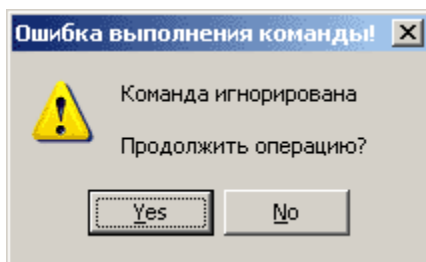 Ошибка выполнения команды!
Команда игнорирована
Продолжить операцию?
Yes No